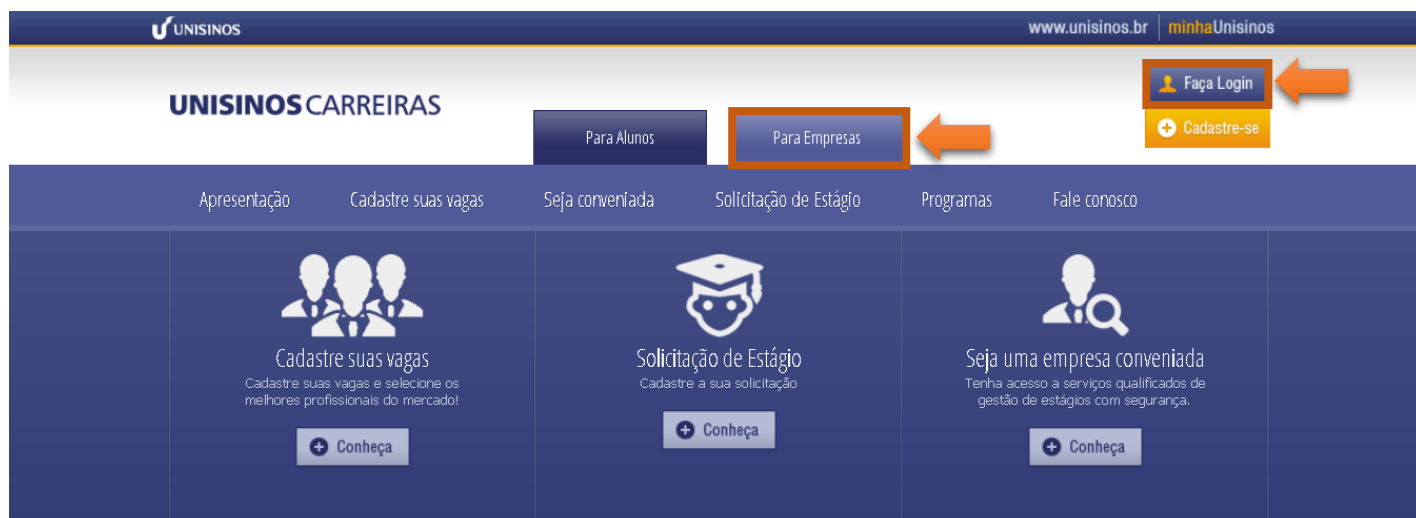 UNISINOS
www.unisinos.br
minhaUnisinos
UNISINOS CARREIRAS
Faça Login
Cadastre-se
Para Alunos
Para Empresas
Apresentação
Cadastre suas vagas
Seja conveniada
Solicitação de Estágio
Programas
Fale conosco
Cadastre suas vagas
Cadastre suas vagas e selecione os
melhores profissionais do mercado!
Conheça
Solicitação de Estágio
Cadastre a sua solicitação
Conheça
Seja uma empresa conveniada
Tenha acesso a serviços qualificados de
gestão de estágios com segurança.
Conheça